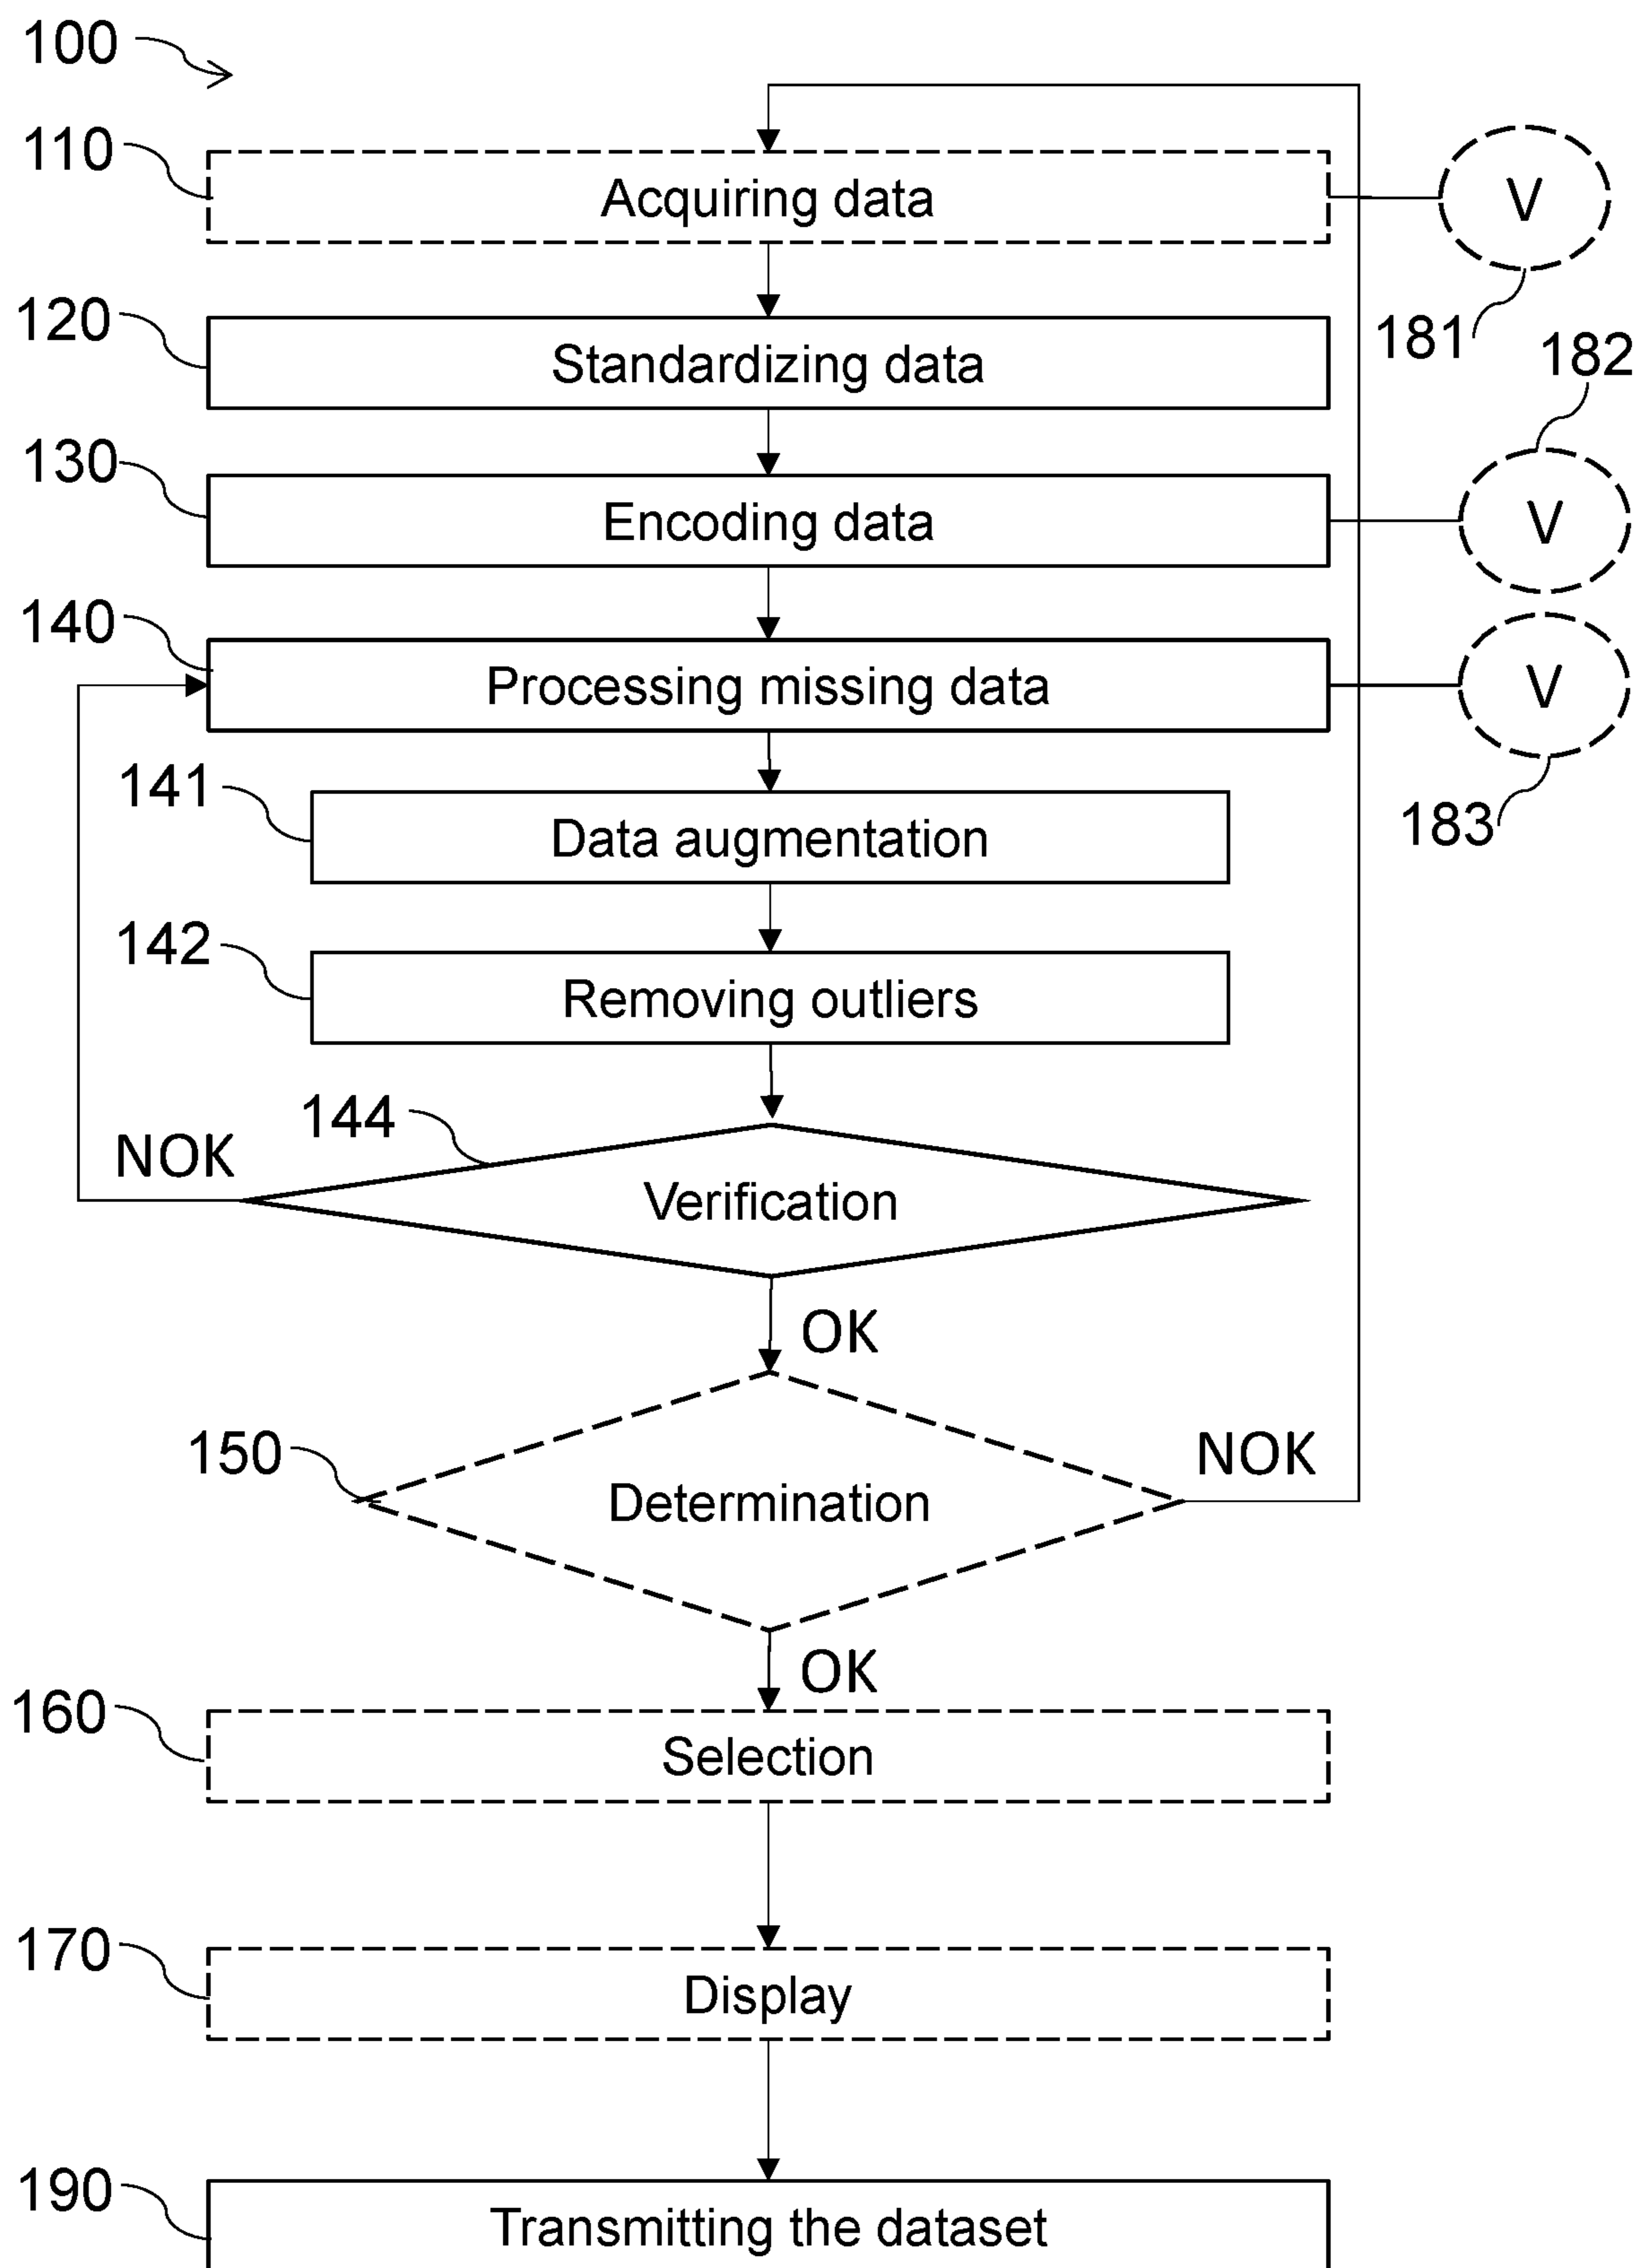 100
110
Acquiring data
V
181
120
Standardizing data
182
130
Encoding data
V
140
Processing missing data
V
183
141
Data augmentation
142
Removing outliers
144
NOK
Verification
OK
150
Determination
NOK
OK
160
Selection
170
Display
190
Transmitting the dataset